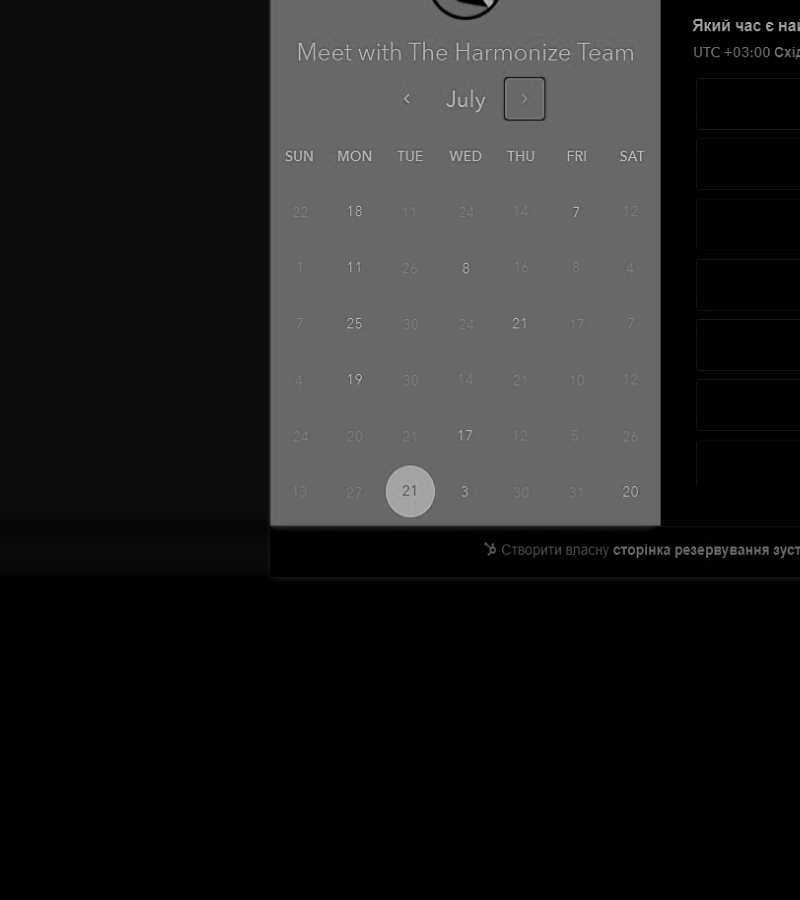 Meet with The Harmonize Team
July
SUN MON TUE WED THU FRI SAT
22 18 11 24 14 7 12
1 11 26 8 16 8 4
7 25 30 24 21 17 7
4 19 30 14 21 10 12
24 20 21 17 12 5 26
13 27 21 3 30 31 20
Який час є
UTC +03:00
Створити власну сторінка резервування